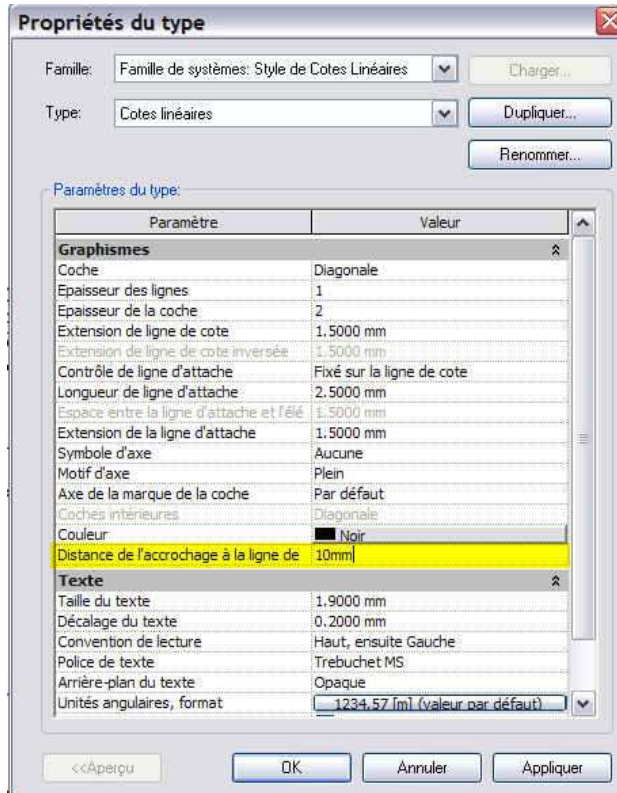 Propriétés du type
Famille: Famille de systèmes: Style de Cotes Linéaires Charger...
Type: Cotes linéaires Dupliquer...
Renommer...
Paramètres du type:
Paramètre Valeur
Graphismes
Coche Diagonale
Epaisseur des lignes 1
Epaisseur de la coche 2
Extension de ligne de cote 1.5000 mm
Extension de ligne de cote inversée 1.5000 mm
Contrôle de ligne d'attache Fixé sur la ligne de cote
Longueur de ligne d'attache 2.5000 mm
Espace entre la ligne d'attache et l'élé 1.5000 mm
Extension de la ligne d'attache 1.5000 mm
Symbole d'axe Aucune
Motif d'axe Plein
Axe de la marque de la coche Par défaut
Coches intérieures Diagonale
Couleur Noir
Distance de l'accrochage à la ligne de 10mm
Texte
Taille du texte 1.9000 mm
Décalage du texte 0.2000 mm
Convention de lecture Haut, ensuite Gauche
Police de texte Trebuchet MS
Arrière-plan du texte Opaque
Unités angulaires, format 1234.57 [m] (valeur par défaut)
<<Aperçu OK Annuler Appliquer